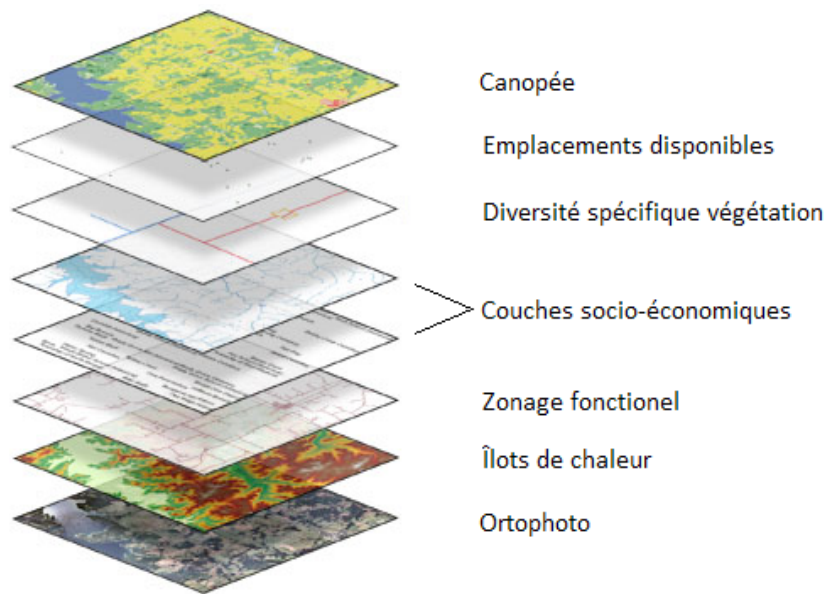 Canopée
Emplacements disponibles
Diversité spécifique végétation
Couches socio-économiques
Zonage fonctionel
Îlots de chaleur
Ortophoto